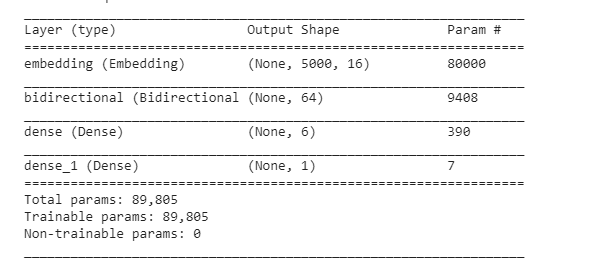 Layer (type) Output Shape Param #
=================================================================
embedding (Embedding) (None, 5000, 16) 80000
_________________________________________________________________
bidirectional (Bidirectional (None, 64) 9408
_________________________________________________________________
dense (Dense) (None, 6) 390
_________________________________________________________________
dense_1 (Dense) (None, 1) 7
=================================================================
Total params: 89,805
Trainable params: 89,805
Non-trainable params: 0
_________________________________________________________________